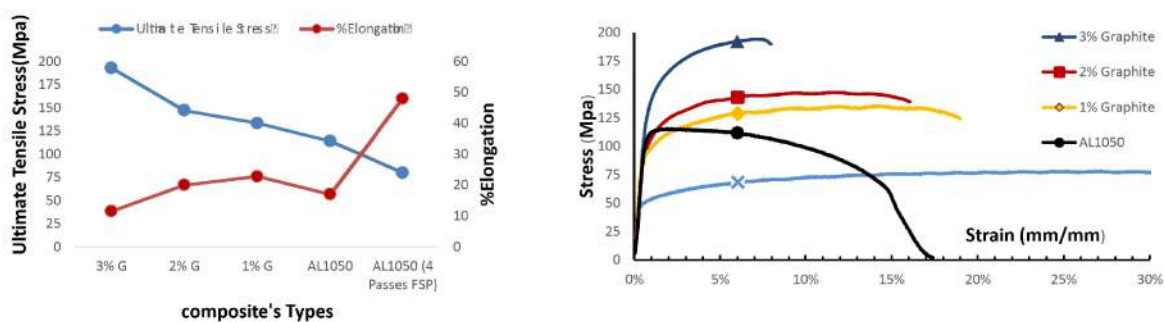 Ultimate Tensile Stress
%Elongatin
Ultimate Tensile Stress(Mpa)
200
175
150
125
100
75
50
25
0
60
50
40
30
20
10
0
%Elongation
3% G
2% G
1% G
AL1050
AL1050 (4
Passes FSP)
composite's Types
Stress (Mpa)
200
175
150
125
100
75
50
25
0
3% Graphite
2% Graphite
1% Graphite
AL1050
Strain (mm/mm)
0%
5%
10%
15%
20%
25%
30%